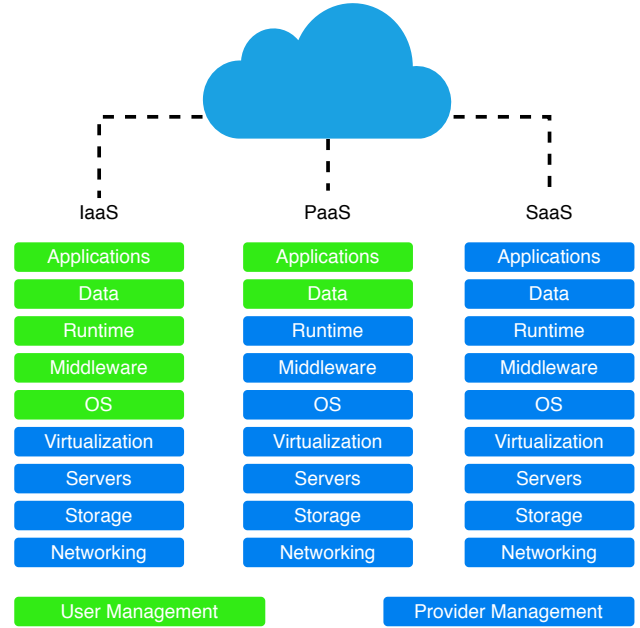 IaaS PaaS SaaS
Applications Applications Applications
Data Data Data
Runtime Runtime Runtime
Middleware Middleware Middleware
OS OS OS
Virtualization Virtualization Virtualization
Servers Servers Servers
Storage Storage Storage
Networking Networking Networking
User Management Provider Management